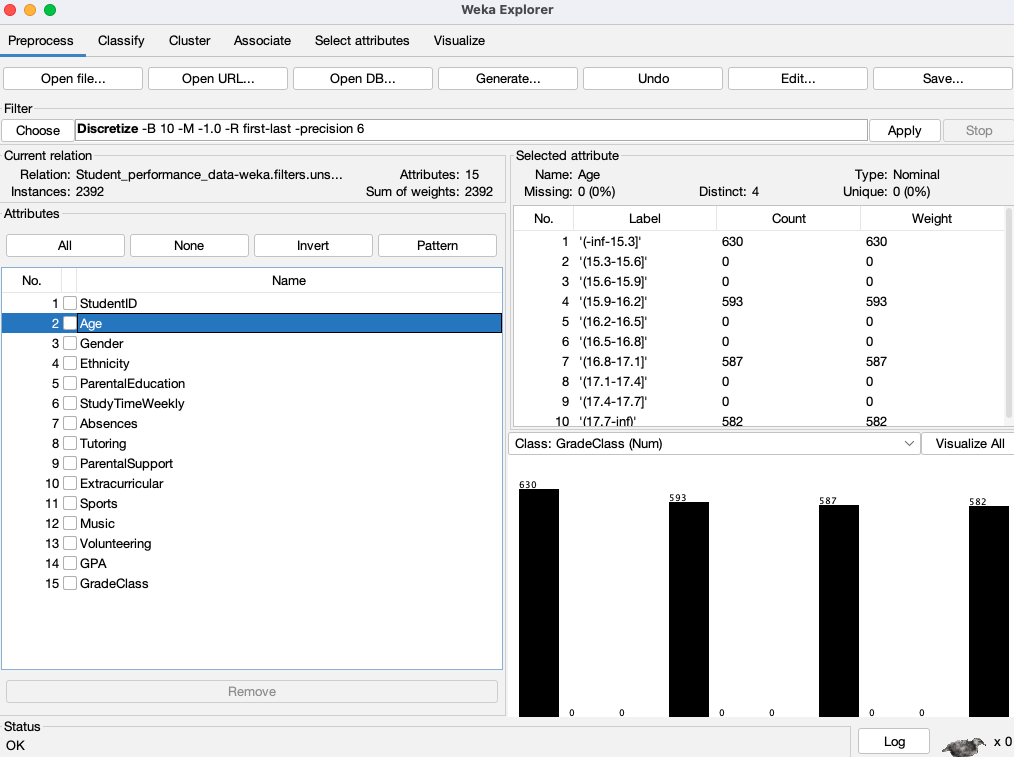 Weka Explorer
Preprocess Classify Cluster Associate Select attributes Visualize
Open file... Open URL... Open DB... Generate... Undo Edit... Save...
Filter
Choose Discretize -B 10 -M -1.0 -R first-last -precision 6 Apply Stop
Current relation
Relation: Student_performance_data-weka.filters.uns... Attributes: 15
Instances: 2392 Sum of weights: 2392
Attributes
All None Invert Pattern
No. Name
1 StudentID
2 Age
3 Gender
4 Ethnicity
5 ParentalEducation
6 StudyTimeWeekly
7 Absences
8 Tutoring
9 ParentalSupport
10 Extracurricular
11 Sports
12 Music
13 Volunteering
14 GPA
15 GradeClass
Remove
Selected attribute
Name: Age Type: Nominal
Missing: 0 (0%) Distinct: 4 Unique: 0 (0%)
No. Label Count Weight
1 '(-inf-15.3]' 630 630
2 '(15.3-15.6]' 0 0
3 '(15.6-15.9]' 0 0
4 '(15.9-16.2]' 593 593
5 '(16.2-16.5]' 0 0
6 '(16.5-16.8]' 0 0
7 '(16.8-17.1]' 587 587
8 '(17.1-17.4]' 0 0
9 '(17.4-17.7]' 0 0
10 '(17.7-inf)' 582 582
Class: GradeClass (Num) Visualize All
630 593 587 582
0 0 0 0 0 0
Status
OK
Log x 0